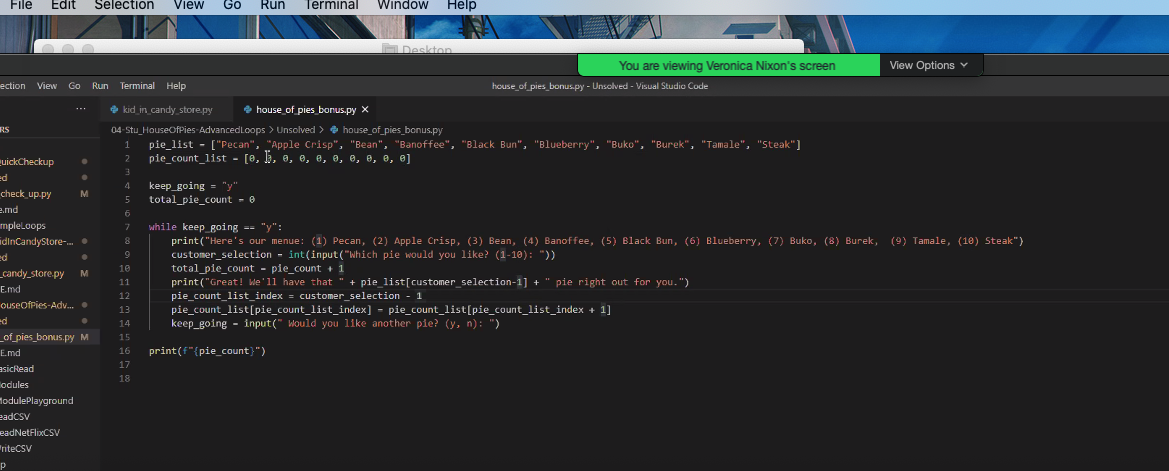 File Edit Selection View Go Run Terminal Window Help
Desktop
You are viewing Veronica Nixon's screen View Options
ection View Go Run Terminal Help house_of_pies_bonus.py - Unsolved - Visual Studio Code
... kid_in_candy_store.py house_of_pies_bonus.py
RS
04-Stu_HouseOfPies-AdvancedLoops > Unsolved > house_of_pies_bonus.py
1 pie_list = ["Pecan", "Apple Crisp", "Bean", "Banoffee", "Black Bun", "Blueberry", "Buko", "Burek", "Tamale", "Steak"]
2 pie_count_list = [0, 0, 0, 0, 0, 0, 0, 0, 0, 0]
3
4 keep_going = "y"
5 total_pie_count = 0
6
7 while keep_going == "y":
8 print("Here's our menue: (1) Pecan, (2) Apple Crisp, (3) Bean, (4) Banoffee, (5) Black Bun, (6) Blueberry, (7) Buko, (8) Burek, (9) Tamale, (10) Steak")
9 customer_selection = int(input("Which pie would you like? (1-10): "))
10 total_pie_count = pie_count + 1
11 print("Great! We'll have that " + pie_list[customer_selection-1] + " pie right out for you.")
12 pie_count_list_index = customer_selection - 1
13 pie_count_list[pie_count_list_index] = pie_count_list[pie_count_list_index + 1]
14 keep_going = input(" Would you like another pie? (y, n): ")
15
16 print(f"{pie_count}")
17
18
uickCheckup
ed
check_up.py M
e.md
mpleLoops
idInCandyStore-...
ed
_candy_store.py M
E.md
ouseOfPies-Adv...
ed
_of_pies_bonus.py M
E.md
asicRead
odules
ModulePlayground
eadCSV
eadNetFlixCSV
riteCSV
p